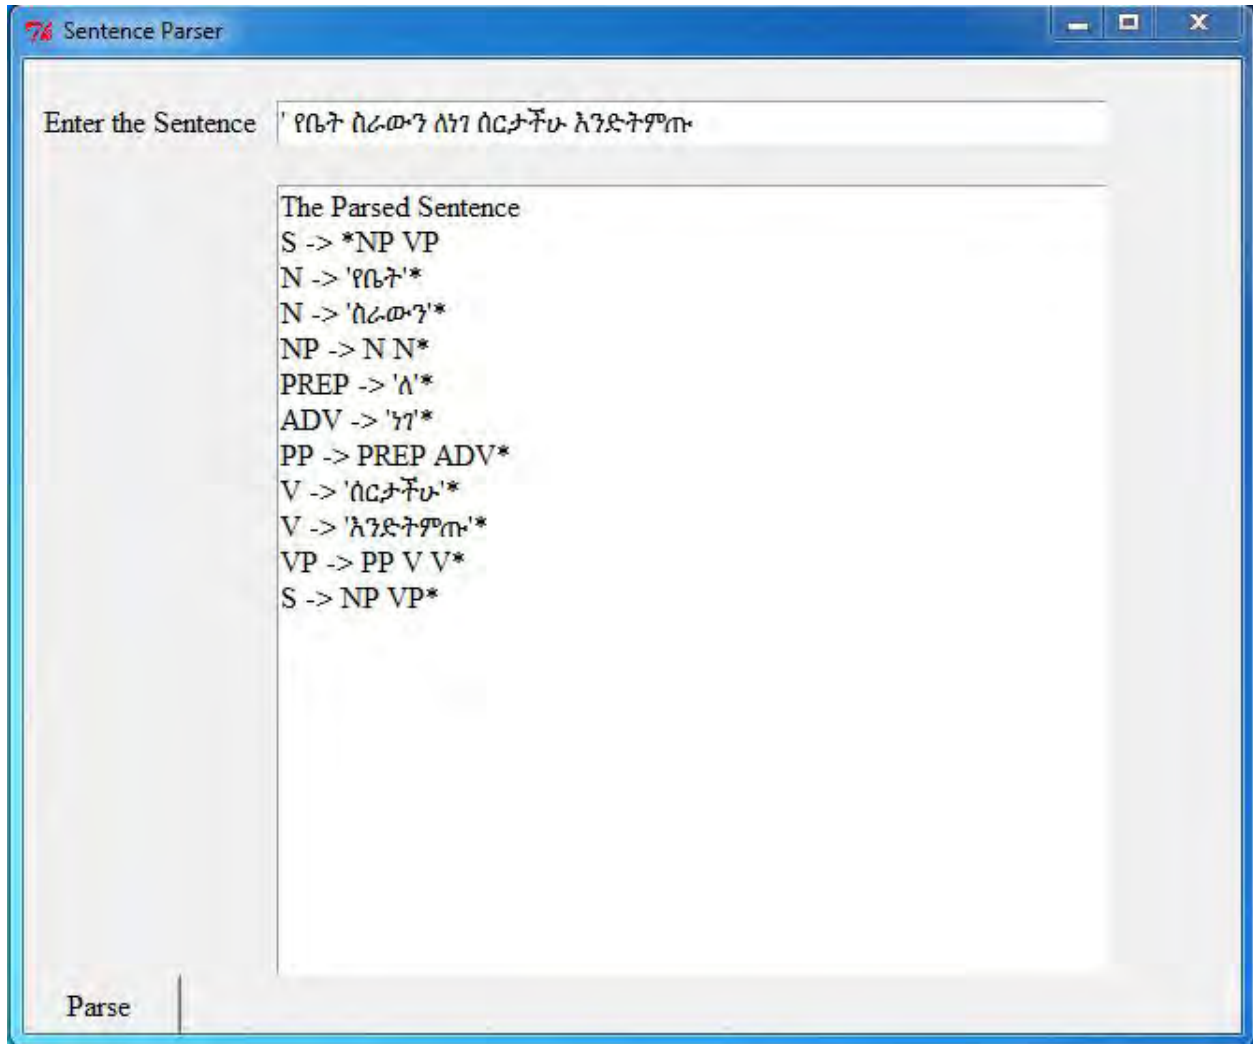 Sentence Parser
Enter the Sentence ' የቤት ስራውን ለነገ ሰርታችሁ እንድትምጡ
The Parsed Sentence
S -> *NP VP
N -> 'የቤት'*
N -> 'ስራውን'*
NP -> N N*
PREP -> 'ለ'*
ADV -> 'ነገ'*
PP -> PREP ADV*
V -> 'ሰርታችሁ'*
V -> 'እንድትምጡ'*
VP -> PP V V*
S -> NP VP*
Parse